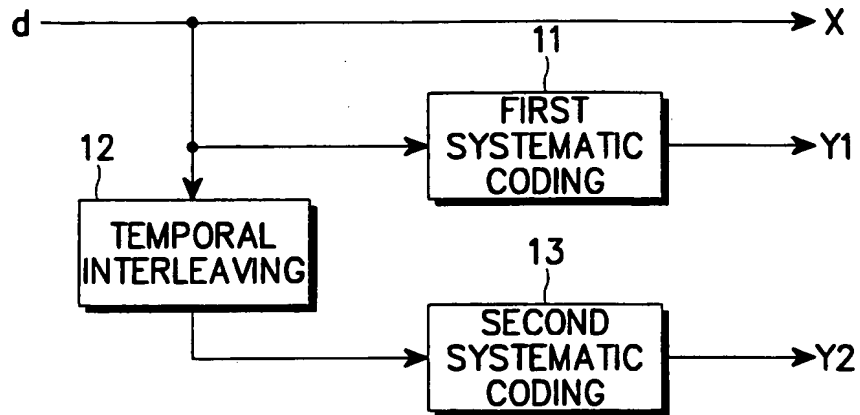 d
X
11
FIRST
SYSTEMATIC
CODING
Y1
12
TEMPORAL
INTERLEAVING
13
SECOND
SYSTEMATIC
CODING
Y2